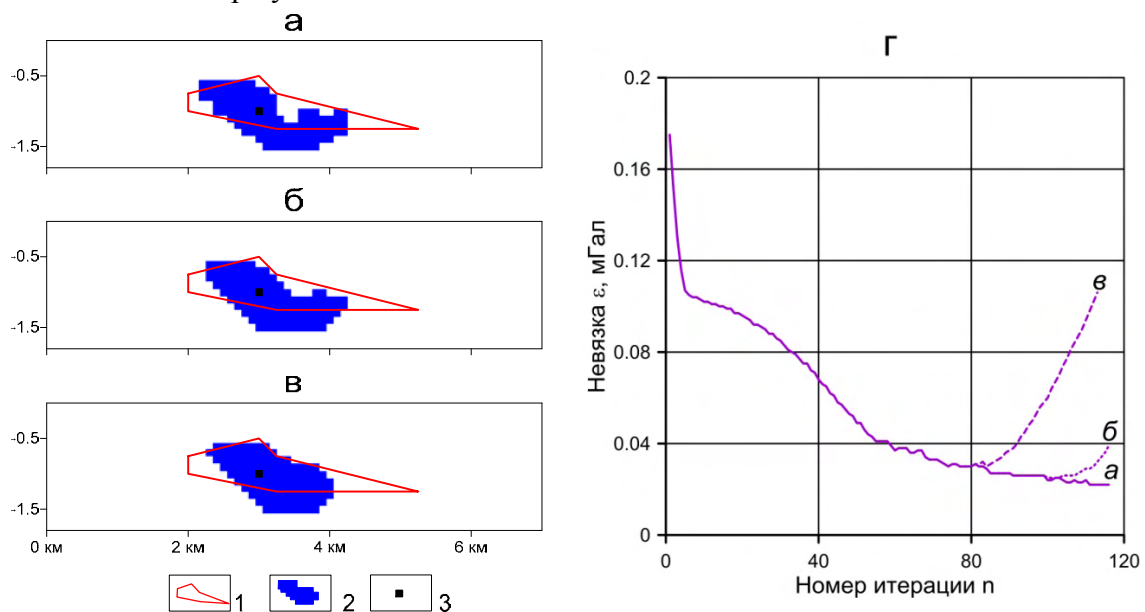 а
-0.5
-1.5
б
-0.5
-1.5
в
-0.5
-1.5
0 км 2 км 4 км 6 км
1 2 3
Г
0.2
0.16
0.12
0.08
0.04
0
Невязка ε, мГал
в
б
а
0 40 80 120
Номер итерации n